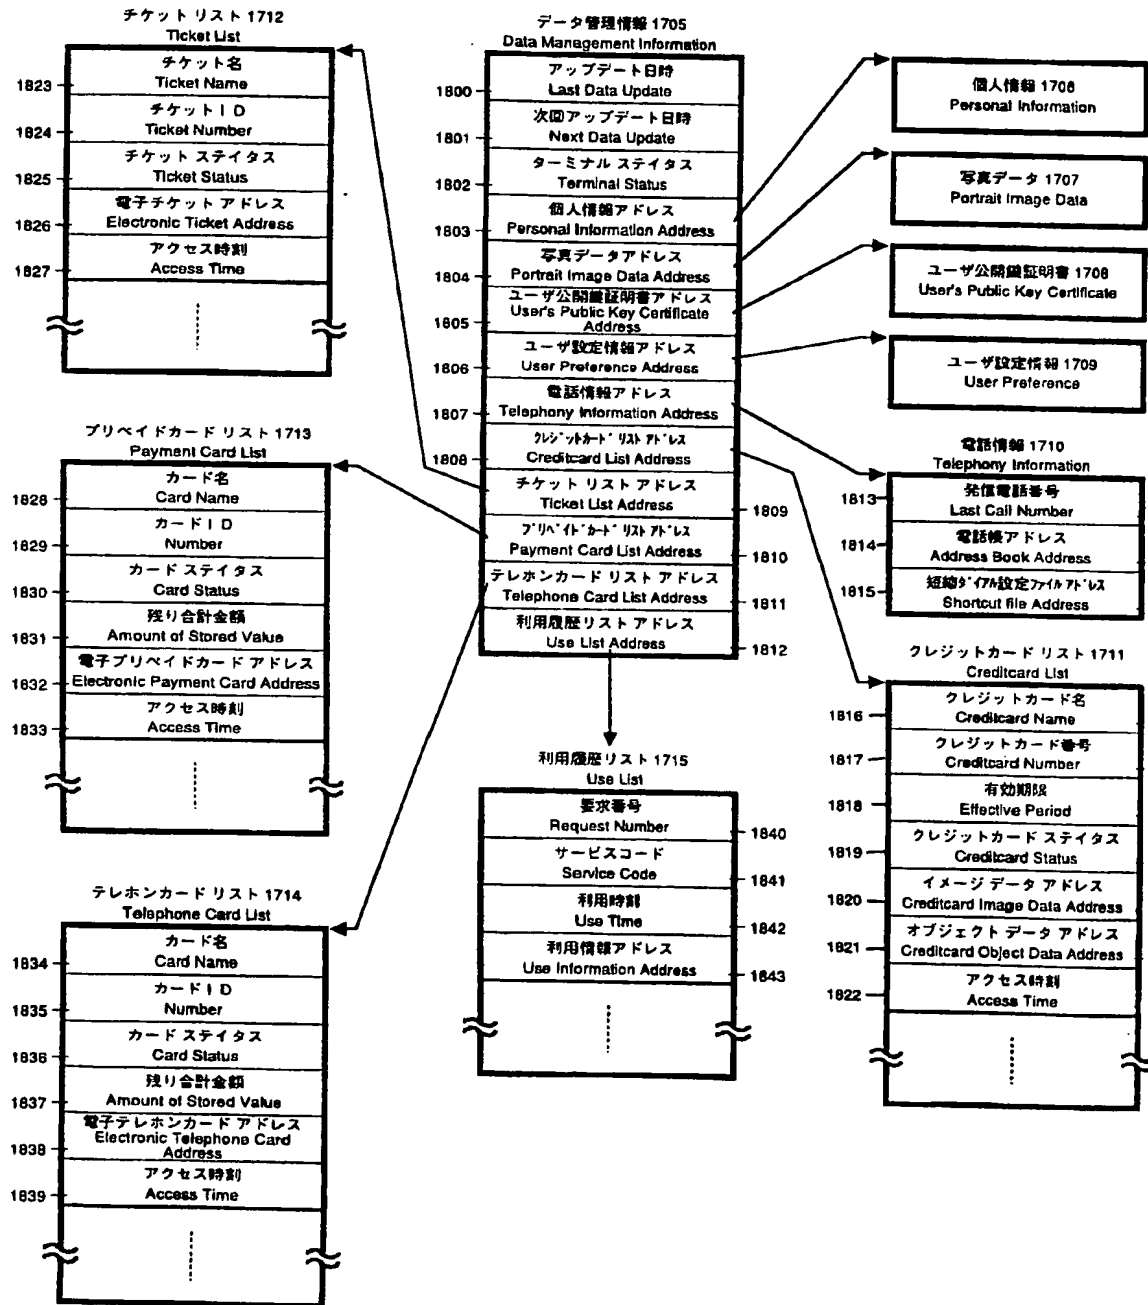 チケット リスト 1712
Ticket List
チケット名
Ticket Name
1823
チケットID
Ticket Number
1824
チケット ステイタス
Ticket Status
1825
電子チケット アドレス
Electronic Ticket Address
1826
アクセス時刻
Access Time
1827
プリペイドカード リスト 1713
Payment Card List
カード名
Card Name
1828
カードID
Number
1829
カード ステイタス
Card Status
1830
残り合計金額
Amount of Stored Value
1831
電子プリペイドカード アドレス
Electronic Payment Card Address
1832
アクセス時刻
Access Time
1833
テレホンカード リスト 1714
Telephone Card List
カード名
Card Name
1834
カードID
Number
1835
カード ステイタス
Card Status
1836
残り合計金額
Amount of Stored Value
1837
電子テレホンカード アドレス
Electronic Telephone Card
Address
1838
アクセス時刻
Access Time
1839
データ管理情報 1705
Data Management Information
アップデート日時
Last Data Update
1800
次回アップデート日時
Next Data Update
1801
ターミナル ステイタス
Terminal Status
1802
個人情報アドレス
Personal Information Address
1803
写真データアドレス
Portrait Image Data Address
1804
ユーザ公開鍵証明書アドレス
User's Public Key Certificate
Address
1805
ユーザ設定情報アドレス
User Preference Address
1806
電話情報アドレス
Telephony Information Address
1807
クレジットカード リスト アドレス
Creditcard List Address
1808
チケット リスト アドレス
Ticket List Address
1809
プリペイドカード リスト アドレス
Payment Card List Address
1810
テレホンカード リスト アドレス
Telephone Card List Address
1811
利用履歴リスト アドレス
Use List Address
1812
利用履歴リスト 1715
Use List
要求番号
Request Number
1840
サービスコード
Service Code
1841
利用時刻
Use Time
1842
利用情報アドレス
Use Information Address
1843
個人情報 1706
Personal Information
写真データ 1707
Portrait Image Data
ユーザ公開鍵証明書 1708
User's Public Key Certificate
ユーザ設定情報 1709
User Preference
電話情報 1710
Telephony Information
1813
発信電話番号
Last Call Number
1814
電話帳アドレス
Address Book Address
1815
短縮ダイアル設定ファイル アドレス
Shortcut file Address
クレジットカード リスト 1711
Creditcard List
クレジットカード名
Creditcard Name
1816
クレジットカード番号
Creditcard Number
1817
有効期限
Effective Period
1818
クレジットカード ステイタス
Creditcard Status
1819
イメージ データ アドレス
Creditcard Image Data Address
1820
オブジェクト データ アドレス
Creditcard Object Data Address
1821
アクセス時刻
Access Time
1822